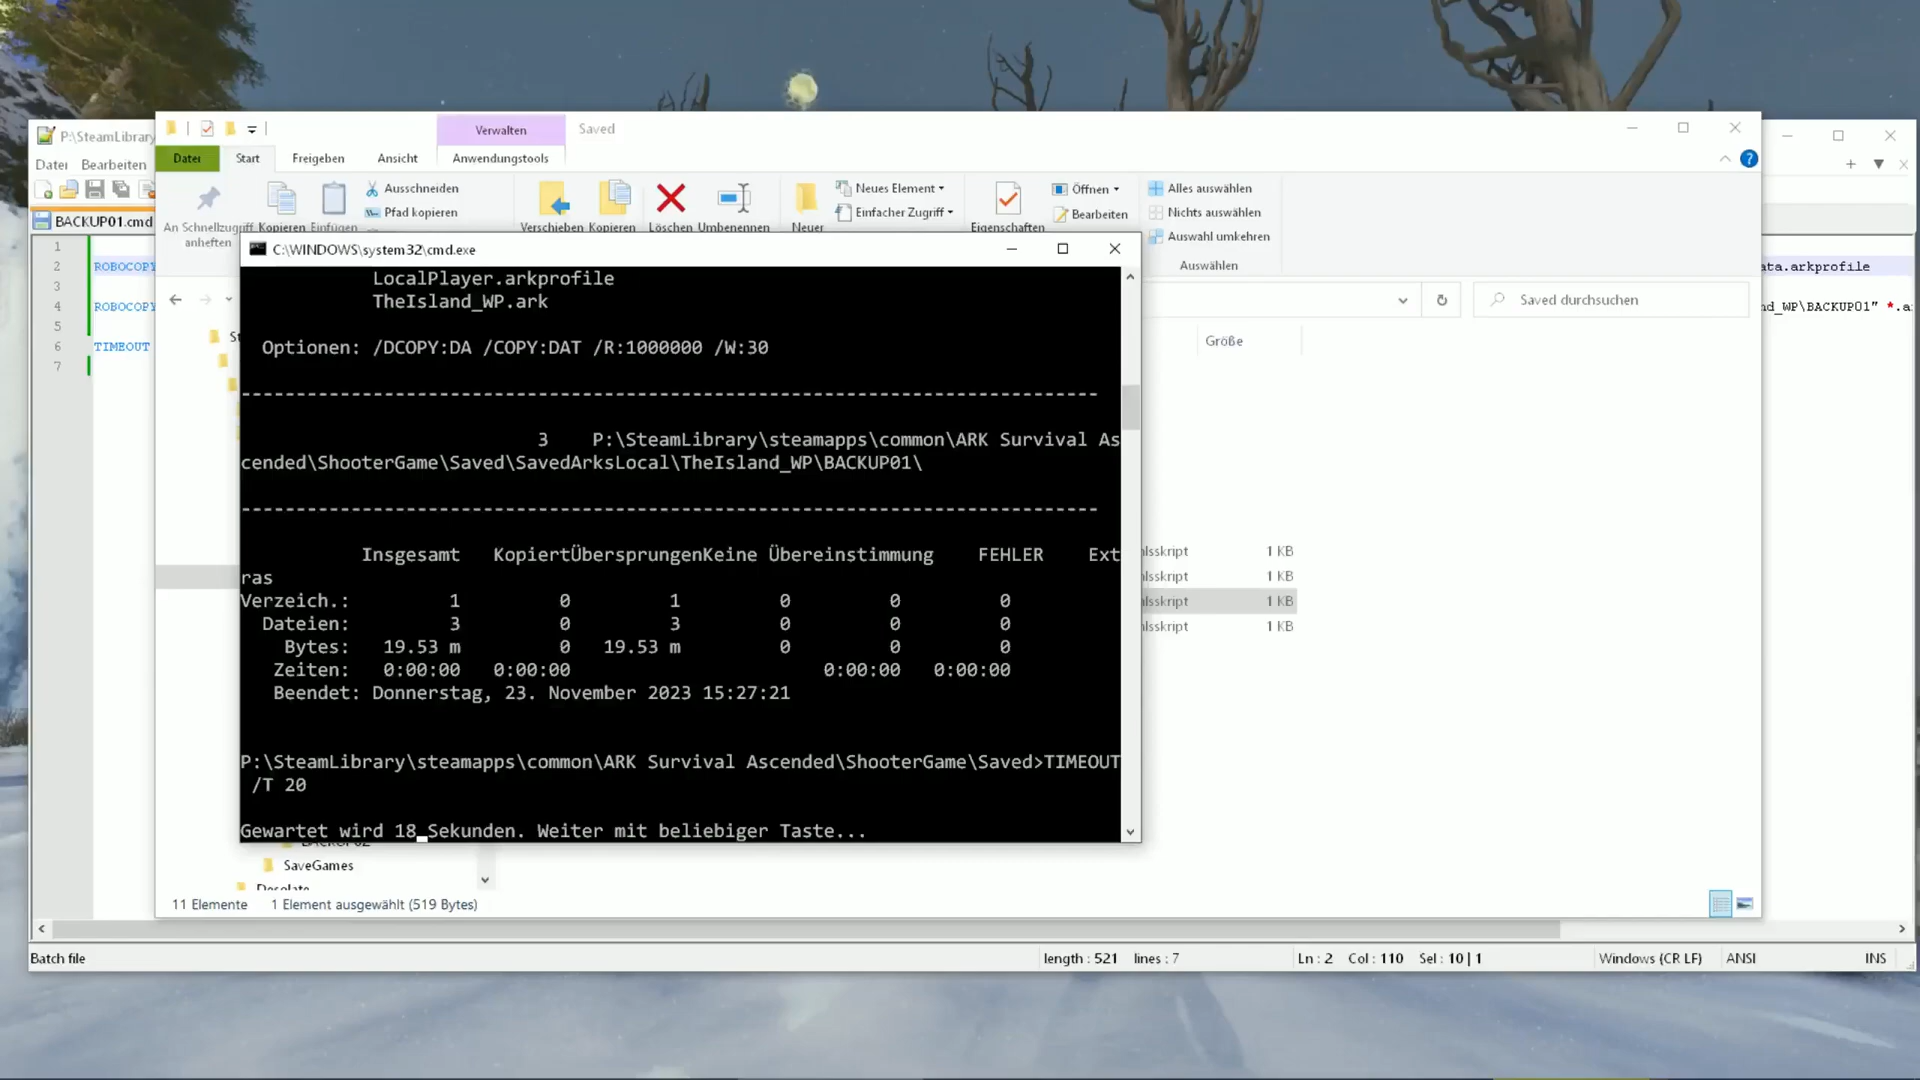 Verwalten
Saved
P:\SteamLibrary
Datei
Start
Freigeben
Ansicht
Anwendungstools
Datei Bearbeiten
Ausschneiden
Pfad kopieren
An Schnellzugriff
anheften
Kopieren
Einfügen
Verschieben
Kopieren
Löschen
Umbenennen
Neuer
Neues Element
Einfacher Zugriff
Eigenschaften
Öffnen
Bearbeiten
Alles auswählen
Nichts auswählen
Auswahl umkehren
Auswählen
BACKUP01.cmd
1
2 ROBOCOPY
3
4 ROBOCOPY
5
6 TIMEOUT
7
ata.arkprofile
nd_WP\BACKUP01" *.a
Saved durchsuchen
Größe
lsskript 1 KB
lsskript 1 KB
lsskript 1 KB
lsskript 1 KB
C:\WINDOWS\system32\cmd.exe
LocalPlayer.arkprofile
TheIsland_WP.ark
Optionen: /DCOPY:DA /COPY:DAT /R:1000000 /W:30
------------------------------------------------------------------------------
3 P:\SteamLibrary\steamapps\common\ARK Survival As
cended\ShooterGame\Saved\SavedArksLocal\TheIsland_WP\BACKUP01\
------------------------------------------------------------------------------
Insgesamt KopiertÜbersprungenKeine Übereinstimmung FEHLER Ext
ras
Verzeich.: 1 0 1 0 0 0
Dateien: 3 0 3 0 0 0
Bytes: 19.53 m 0 19.53 m 0 0 0
Zeiten: 0:00:00 0:00:00 0:00:00 0:00:00
Beendet: Donnerstag, 23. November 2023 15:27:21
P:\SteamLibrary\steamapps\common\ARK Survival Ascended\ShooterGame\Saved>TIMEOUT
/T 20
Gewartet wird 18 Sekunden. Weiter mit beliebiger Taste...
SaveGames
Desolate
11 Elemente 1 Element ausgewählt (519 Bytes)
Batch file
length : 521 lines : 7
Ln : 2 Col : 110 Sel : 10 | 1
Windows (CR LF)
ANSI
INS